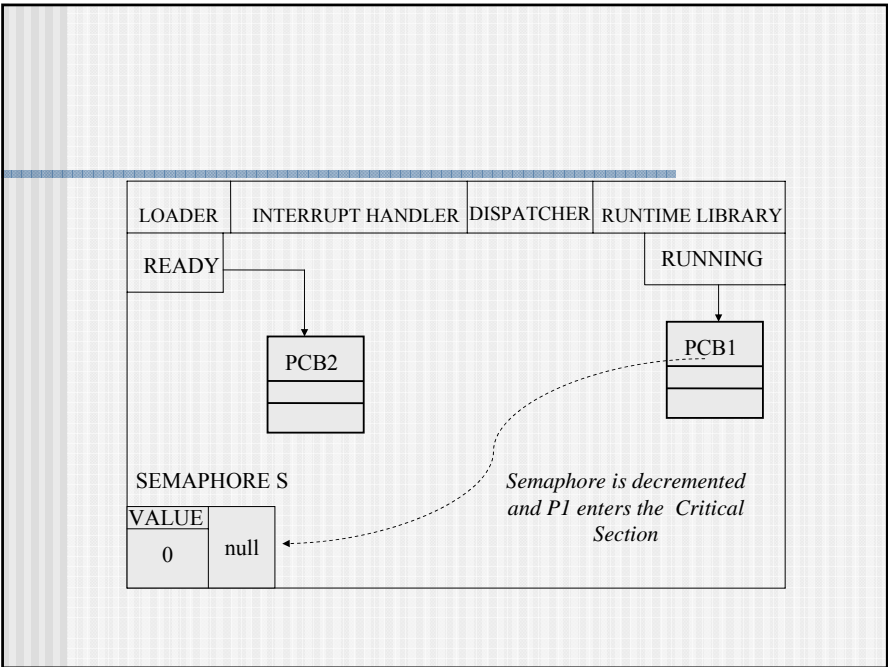 LOADER
INTERRUPT HANDLER
DISPATCHER
RUNTIME LIBRARY
READY
RUNNING
PCB2
PCB1
SEMAPHORE S
VALUE
0
null
Semaphore is decremented
and P1 enters the Critical
Section